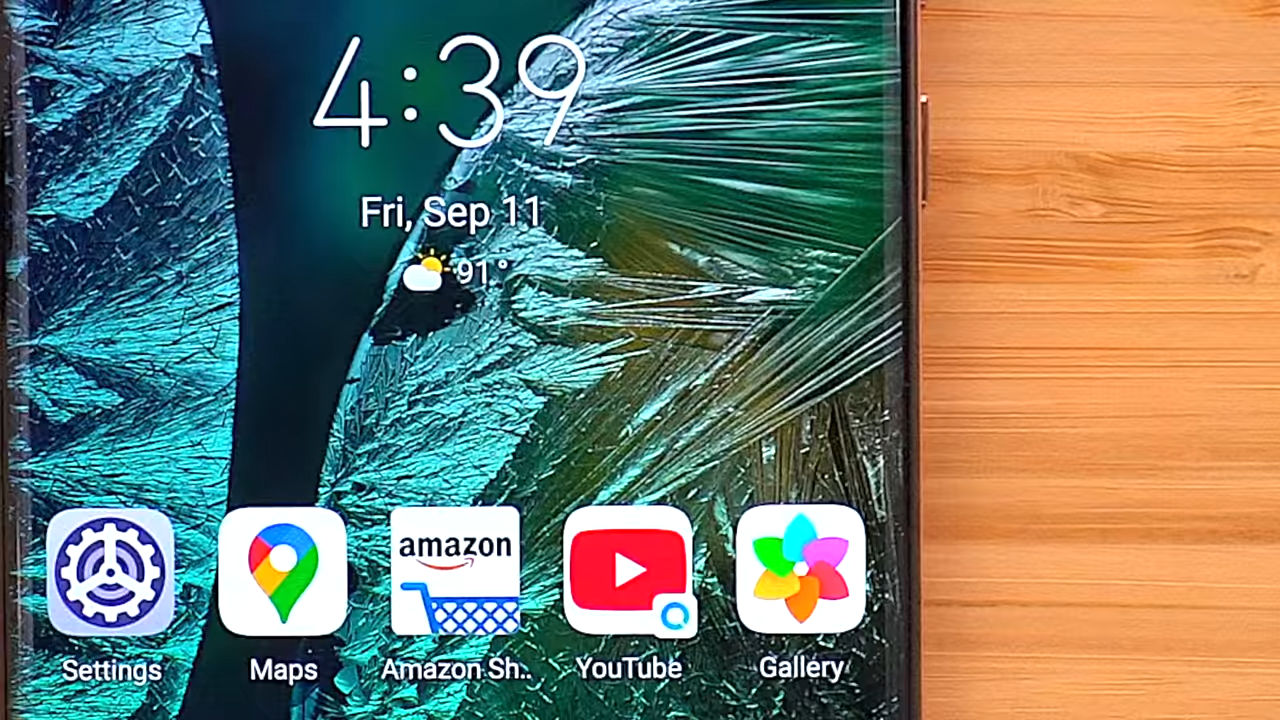 4:39
Fri, Sep 11
91°
amazon
Settings
Maps
Amazon Sh..
YouTube
Gallery